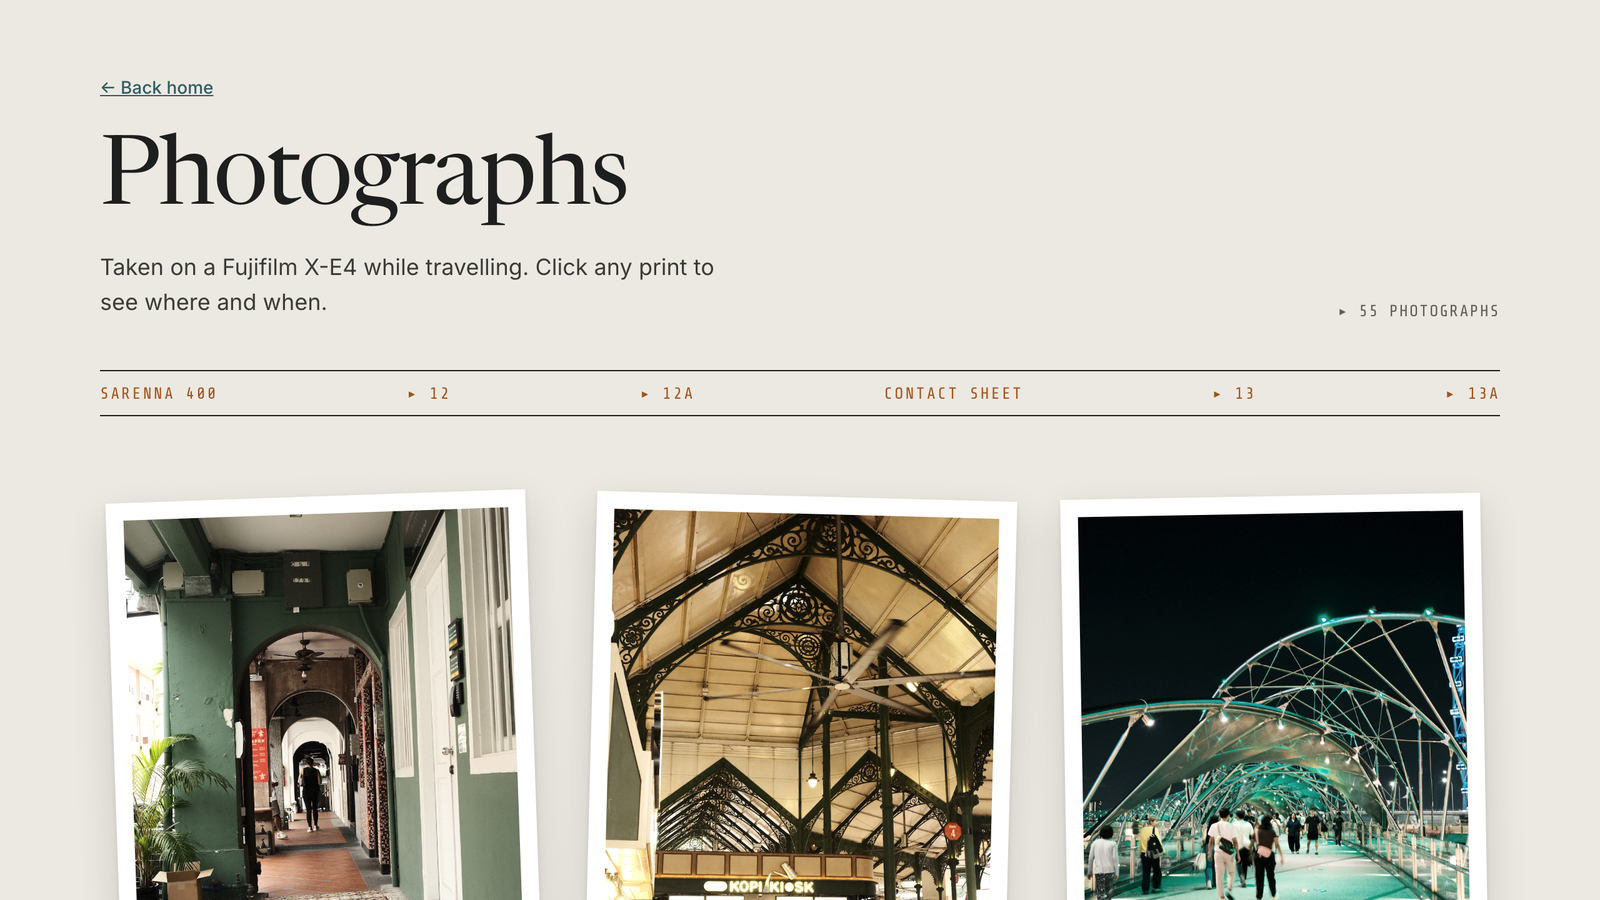 ← Back home
Photographs
Taken on a Fujifilm X-E4 while travelling. Click any print to
see where and when.
▸ 55 PHOTOGRAPHS
SARENNA 400 ▸ 12 ▸ 12A CONTACT SHEET ▸ 13 ▸ 13A
KOPI KIOSK